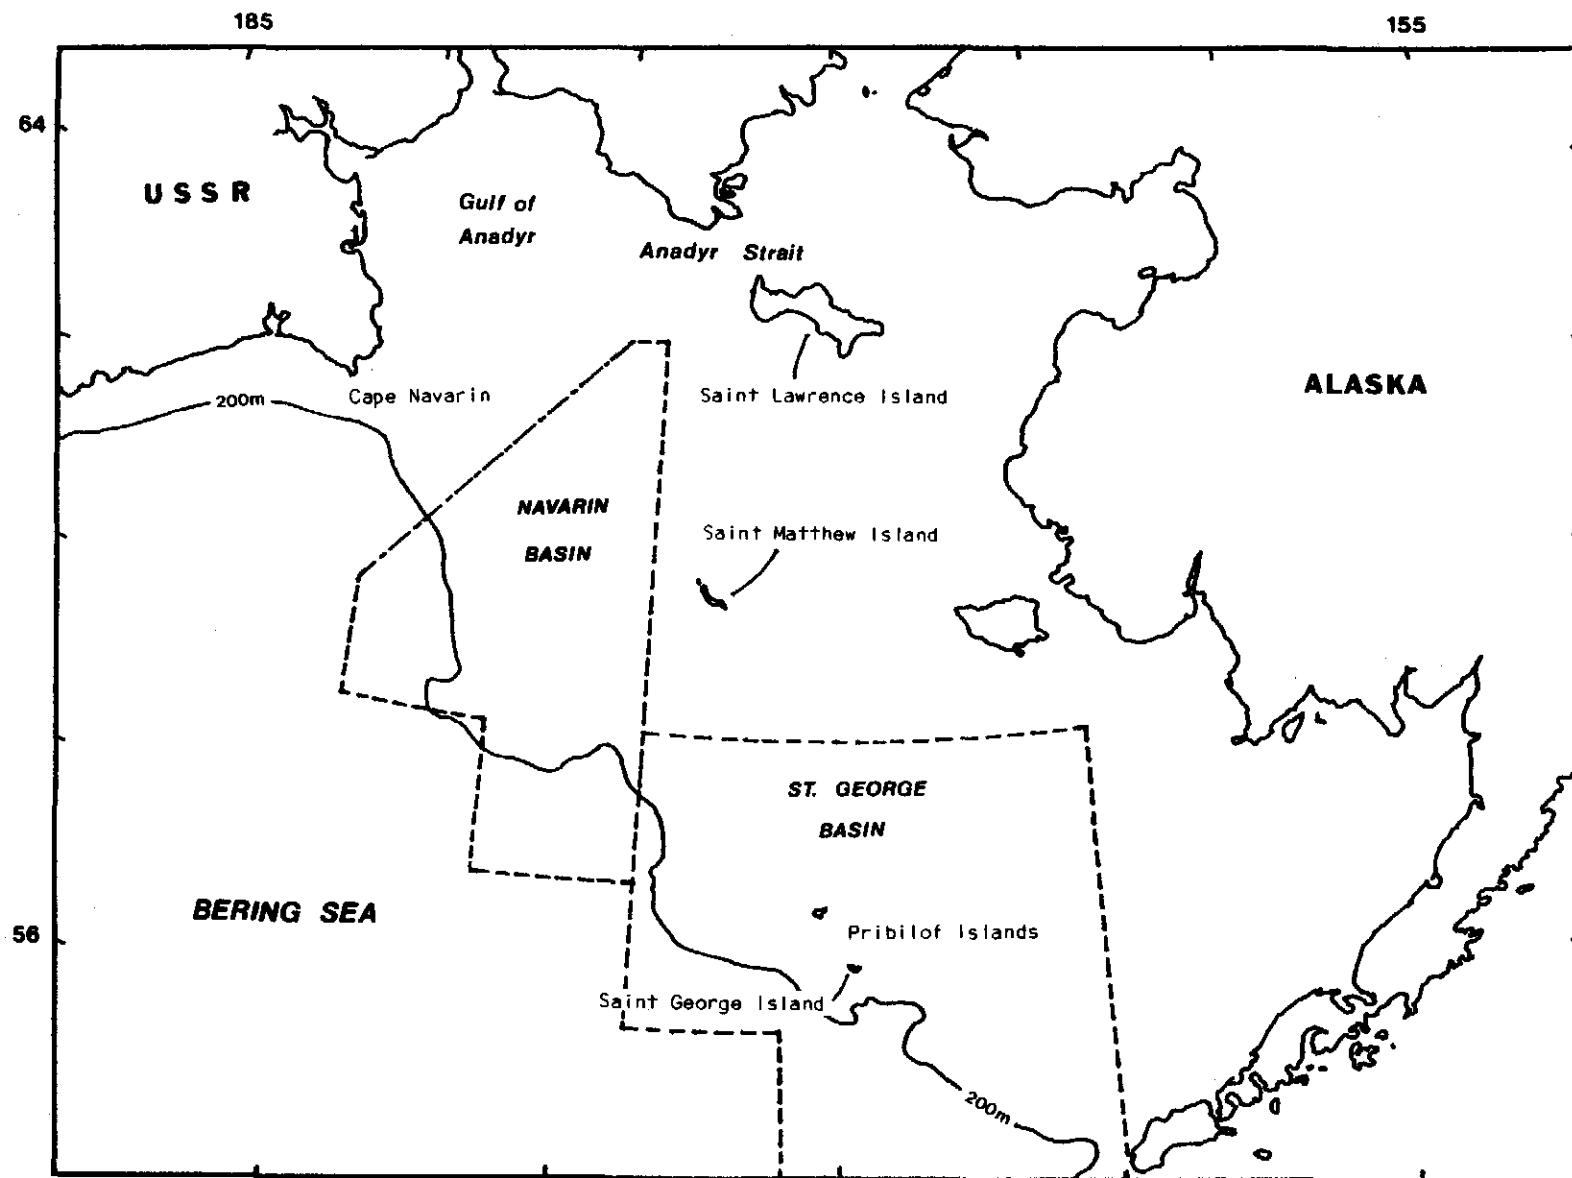 185
155
64
USSR
Gulf of
Anadyr
Anadyr Strait
200m
Cape Navarin
Saint Lawrence Island
ALASKA
NAVARIN
BASIN
Saint Matthew Island
ST. GEORGE
BASIN
BERING SEA
56
Pribilof Islands
Saint George Island
200m